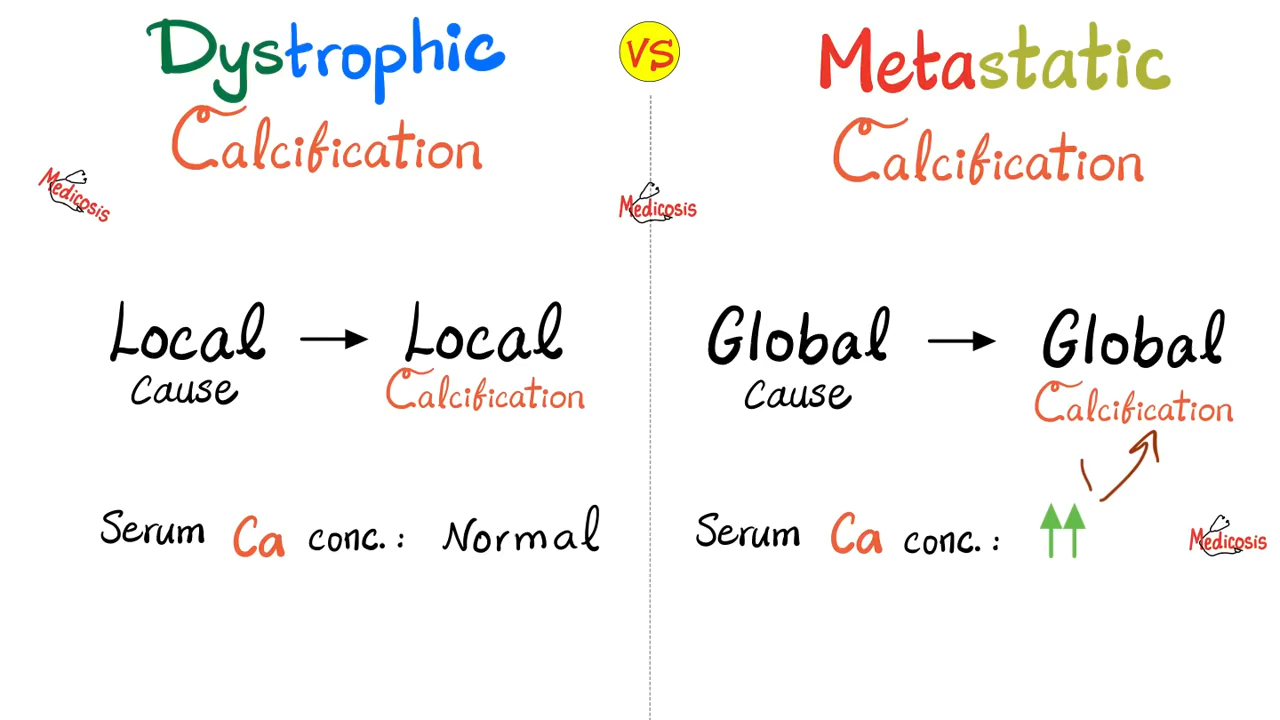 Dystrophic
Calcification
VS
Metastatic
Calcification
Medicosis
Medicosis
Local → Local
Cause Calcification
Global → Global
Cause Calcification
Serum Ca conc.: Normal
Serum Ca conc.: ↑↑
Medicosis